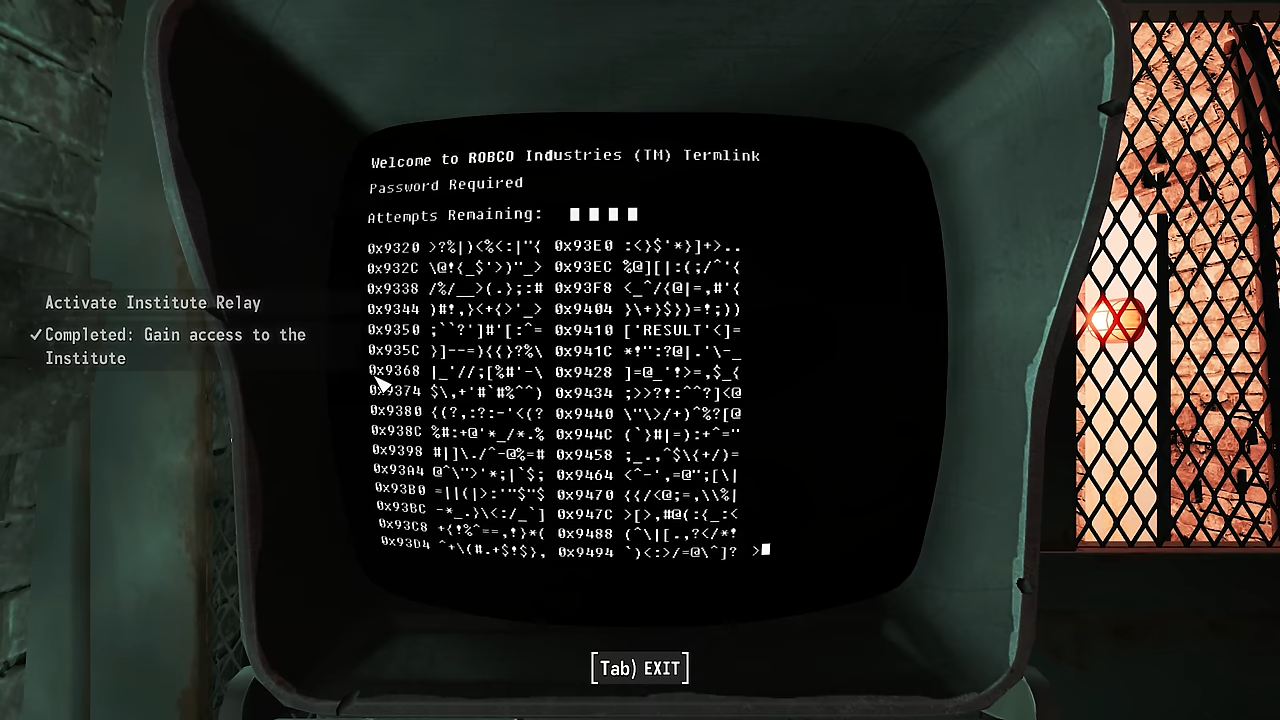 Welcome to ROBCO Industries (TM) Termlink
Password Required
Attempts Remaining:
0x9320 >?%|)<%<:|"{ 0x93E0 :<}$'*}]+>..
0x932C \@!{_$'>)"_> 0x93EC %@][|:(;/^'{
0x9338 /%/__>(.};:# 0x93F8 <_^/{@|=,#'{
0x9344 )#!,}<+{>'_> 0x9404 }\+}$})=!;))
0x9350 ;``?']#'[:^= 0x9410 ['RESULT'<]=
0x935C }]--=){{}?%\ 0x941C *!":?@|.'\-_
0x9368 |_'//;[%#'-\ 0x9428 ]=@_'!>=,$_{
0x9374 $\,+'#`#%^^) 0x9434 ;>>?!:^^?]<@
0x9380 {(?,:?:-'<(? 0x9440 \"\>/+)^%?[@
0x938C %#:+@'*_/*.% 0x944C (`}#|=):+^="
0x9398 #|]\./^-@%=# 0x9458 ;_.,^$\{+/)=
0x93A4 @^\">'*;|`$; 0x9464 <^-',=@";[\|
0x93B0 =||(|>:'"$"$ 0x9470 {{/<@;=,\\%|
0x93BC -*_.}\<:/_`] 0x947C >[>,#@(:{_:<
0x93C8 +{!%^==,!}*{ 0x9488 (^\|[.,?</*!
0x93D4 ^+\(#.+$!$}, 0x9494 `)<:>/=@\^]? >
Activate Institute Relay
✓Completed: Gain access to the
Institute
[Tab) EXIT]